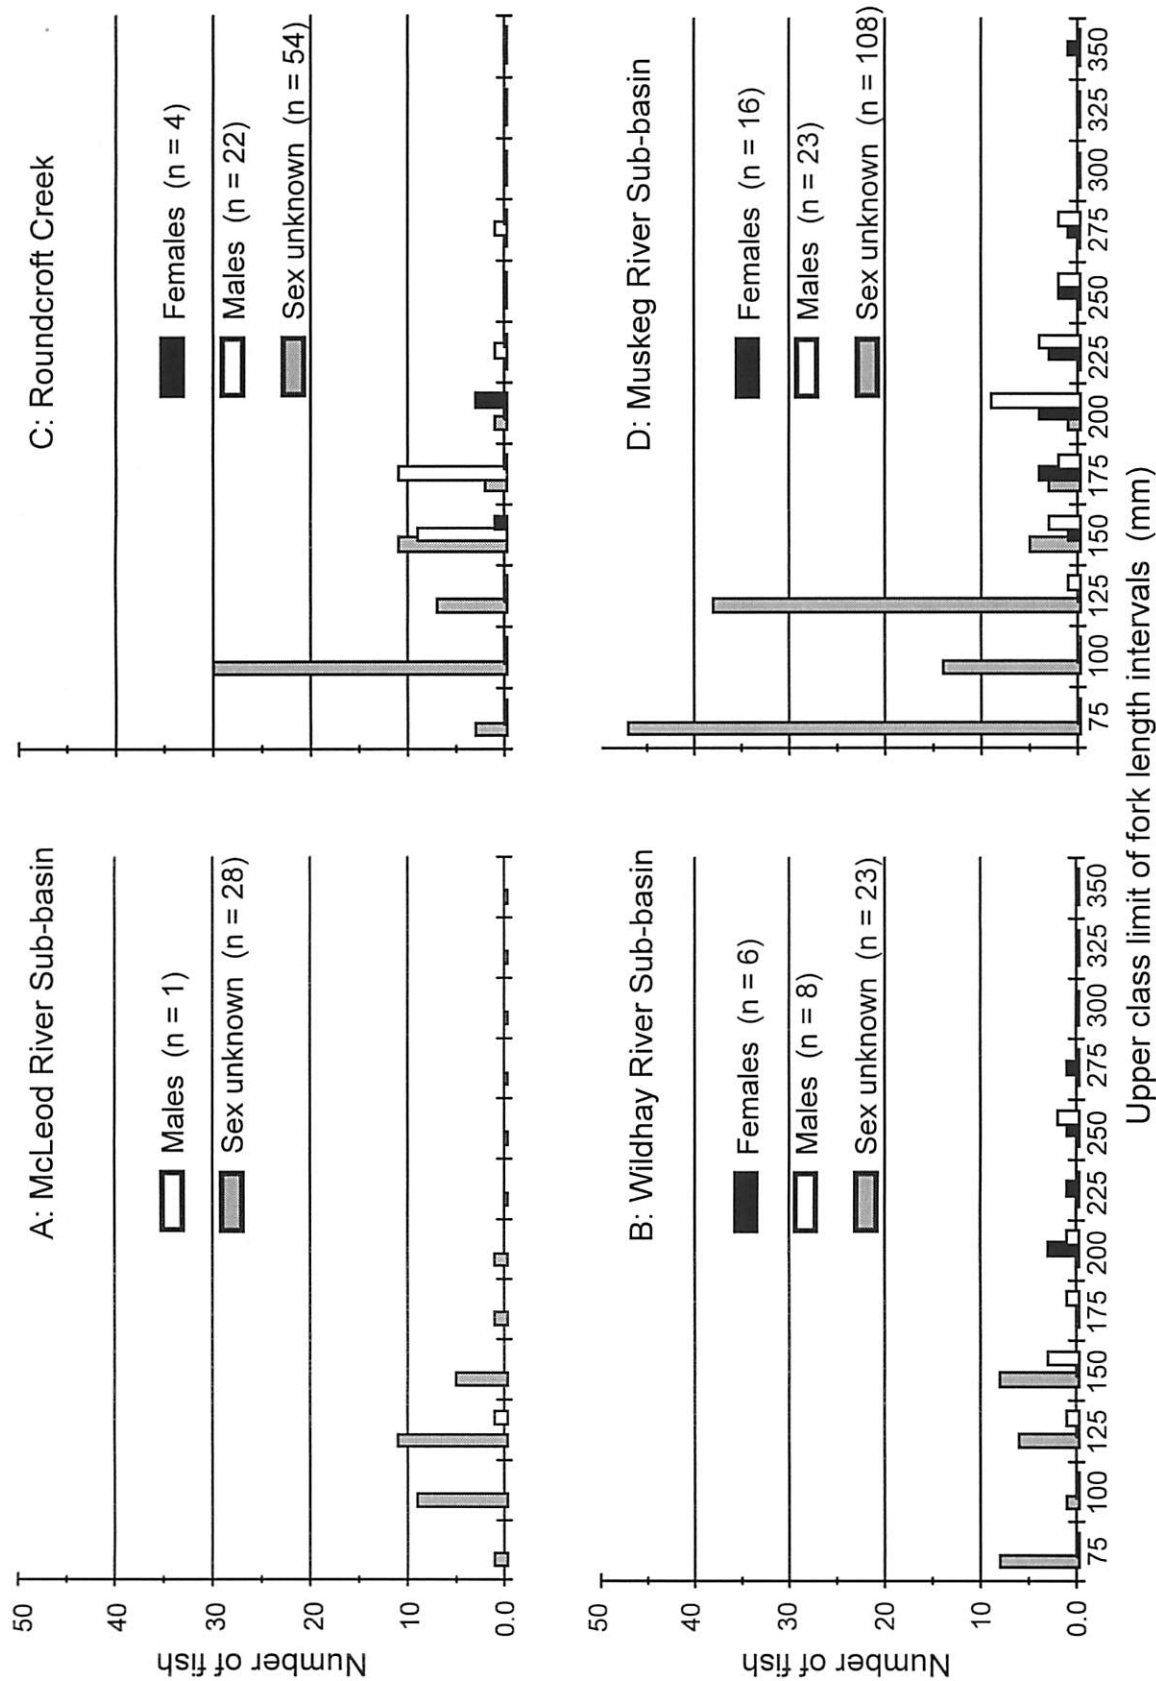 A: McLeod River Sub-basin
Number of fish
50
40
30
20
10
0.0
Males (n = 1)
Sex unknown (n = 28)
C: Roundcroft Creek
Females (n = 4)
Males (n = 22)
Sex unknown (n = 54)
B: Wildhay River Sub-basin
Number of fish
50
40
30
20
10
0.0
Females (n = 6)
Males (n = 8)
Sex unknown (n = 23)
75 100 125 150 175 200 225 250 275 300 325 350
D: Muskeg River Sub-basin
Females (n = 16)
Males (n = 23)
Sex unknown (n = 108)
75 100 125 150 175 200 225 250 275 300 325 350
Upper class limit of fork length intervals (mm)